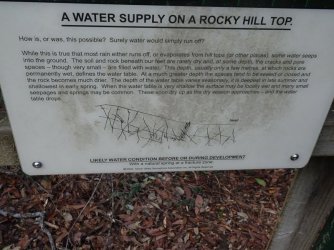 A WATER SUPPLY ON A ROCKY HILL TOP.
How is, or was, this possible? Surely water would simply run off?
While this is true that most rain either runs off, or evaporates from hill tops (or other places), some water seeps
into the ground. The soil and rock beneath our feet are rarely dry and, at some depth, the cracks and pore
spaces - though very small - are filled with water. This depth, usually only a few metres, at which rocks are
permanently wet, defines the water table. At a much greater depth the spaces tend to be sealed or closed and
the rock becomes much drier. The depth of the water table varies seasonally, it is deepest in late summer and
shallowest in early spring. When the water table is very shallow the surface may be locally wet and many small
seepages and springs may be common. These soon dry up as the dry season approaches - and the water
table drops.
LIKELY WATER CONDITION BEFORE OR DURING DEVELOPMENT
With a natural spring at a fracture zone